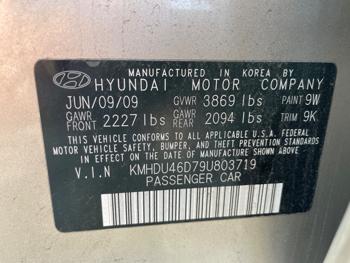 MANUFACTURED IN KOREA BY
HYUNDAI MOTOR COMPANY
JUN/09/09 GVWR 3869 lbs PAINT 9W
GAWR FRONT 2227 lbs GAWR REAR 2094 lbs TRIM 9K
THIS VEHICLE CONFORMS TO ALL APPLICABLE U.S. FEDERAL
MOTOR VEHICLE SAFETY, BUMPER, AND THEFT PREVENTION
STANDARDS IN EFFECT ON THE DATE OF MANUFACTURE SHOWN ABOVE.
V.I.N KMHDU46D79U803719
PASSENGER CAR